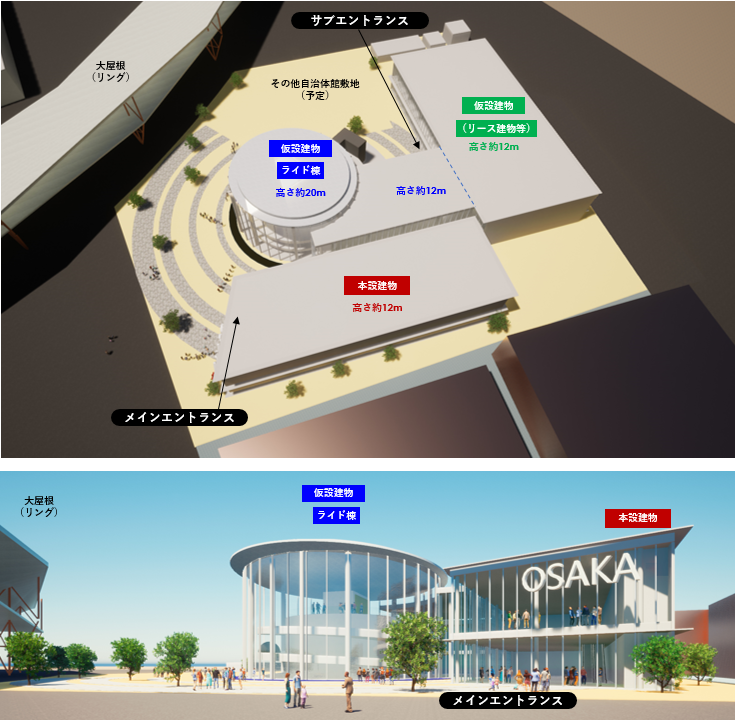 サブエントランス
大屋根
（リング）
その他自治体館敷地
（予定）
仮設建物
（リース建物等）
高さ約12m
仮設建物
ライド棟
高さ約20m
高さ約12m
本設建物
高さ約12m
メインエントランス
大屋根
（リング）
仮設建物
ライド棟
本設建物
OSAKA
メインエントランス